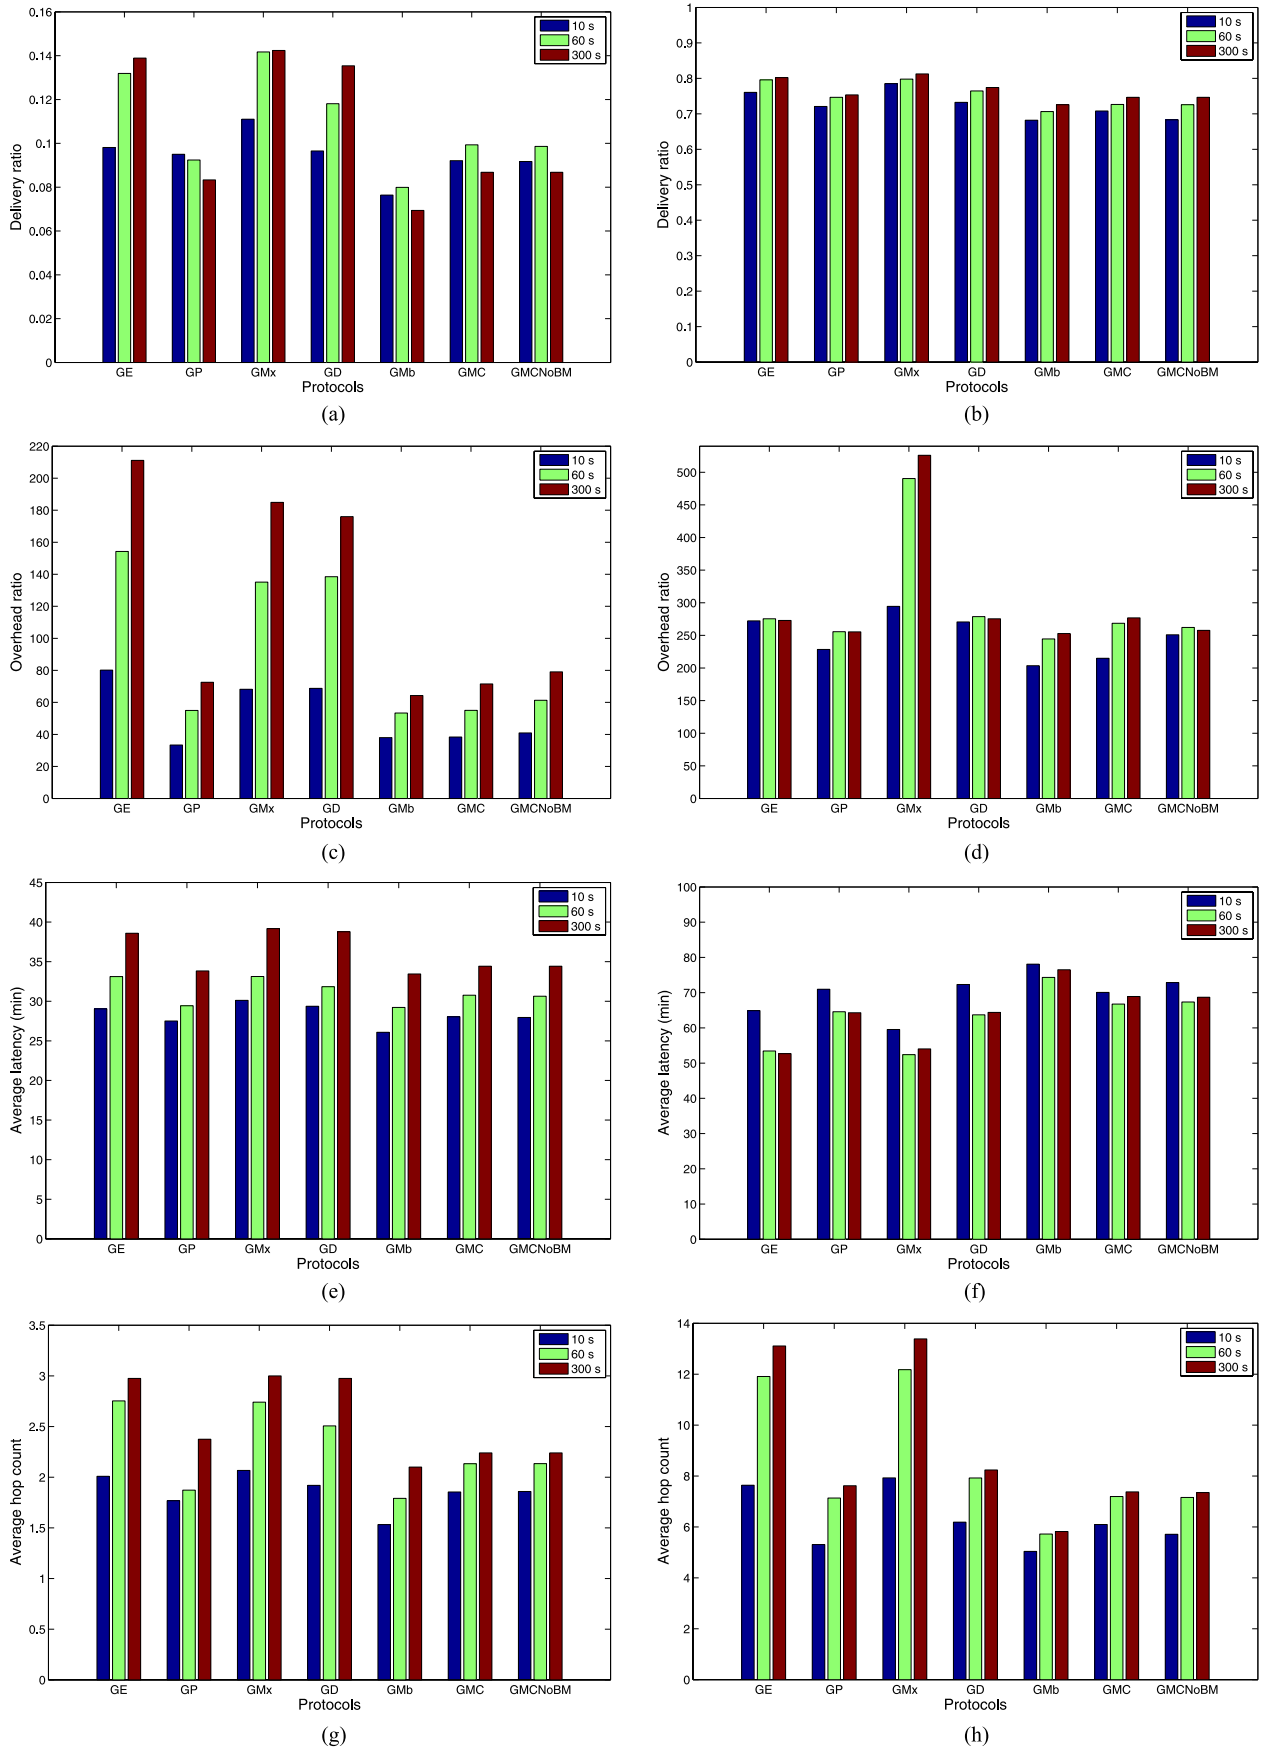 0.16
0.14
0.12
0.1
0.08
0.06
0.04
0.02
0
Delivery ratio
10 s
60 s
300 s
GE GP GMx GD GMb GMC GMCNoBM
Protocols
(a)
1
0.9
0.8
0.7
0.6
0.5
0.4
0.3
0.2
0.1
0
Delivery ratio
10 s
60 s
300 s
GE GP GMx GD GMb GMC GMCNoBM
Protocols
(b)
220
200
180
160
140
120
100
80
60
40
20
0
Overhead ratio
10 s
60 s
300 s
GE GP GMx GD GMb GMC GMCNoBM
Protocols
(c)
500
450
400
350
300
250
200
150
100
50
0
Overhead ratio
10 s
60 s
300 s
GE GP GMx GD GMb GMC GMCNoBM
Protocols
(d)
45
40
35
30
25
20
15
10
5
0
Average latency (min)
10 s
60 s
300 s
GE GP GMx GD GMb GMC GMCNoBM
Protocols
(e)
100
90
80
70
60
50
40
30
20
10
0
Average latency (min)
10 s
60 s
300 s
GE GP GMx GD GMb GMC GMCNoBM
Protocols
(f)
3.5
3
2.5
2
1.5
1
0.5
0
Average hop count
10 s
60 s
300 s
GE GP GMx GD GMb GMC GMCNoBM
Protocols
(g)
14
12
10
8
6
4
2
0
Average hop count
10 s
60 s
300 s
GE GP GMx GD GMb GMC GMCNoBM
Protocols
(h)